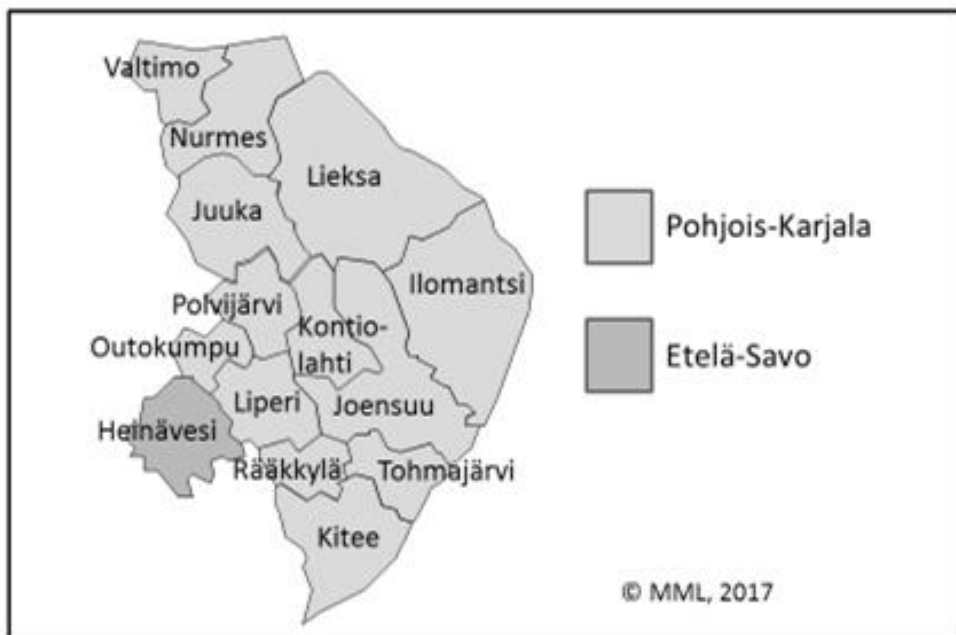 Valtimo
Nurmes
Lieksa
Juuka
Pohjois-Karjala
Ilomantsi
Polvijärvi
Kontio-
lahti
Outokumpu
Etelä-Savo
Liperi
Joensuu
Heinävesi
Rääkkylä
Tohmajärvi
Kitee
© MML, 2017